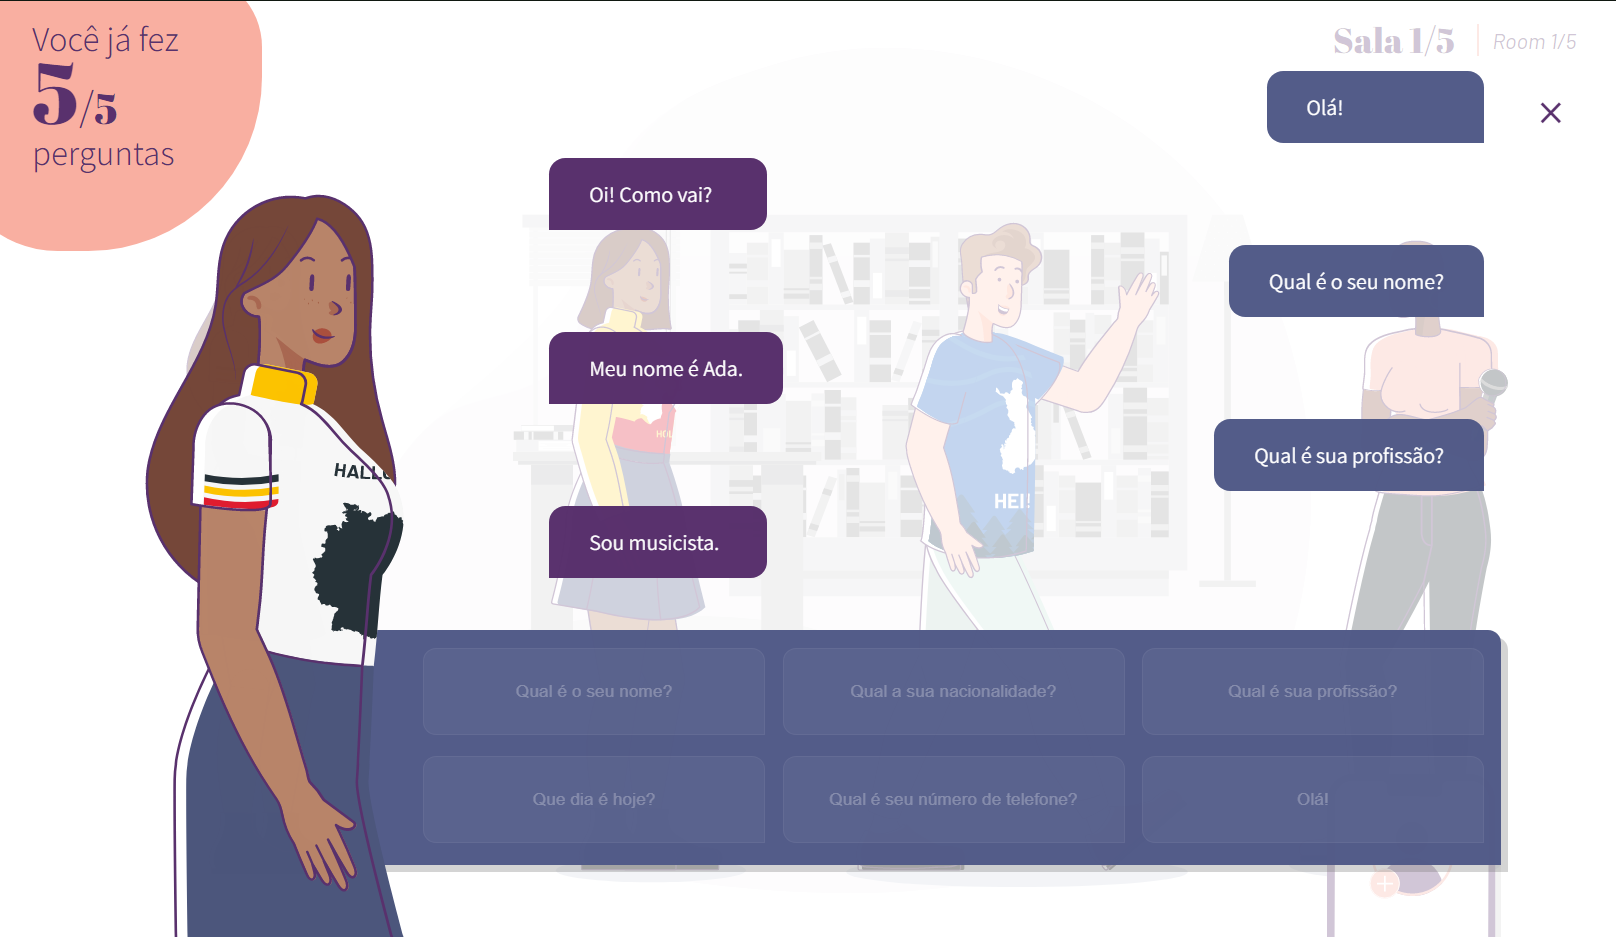 Você já fez
5/5
perguntas
Sala 1/5
Room 1/5
Olá!
Oi! Como vai?
Qual é o seu nome?
Meu nome é Ada.
Qual é sua profissão?
Sou musicista.
HALLO
HEI!
Qual é o seu nome?
Qual a sua nacionalidade?
Qual é sua profissão?
Que dia é hoje?
Qual é seu número de telefone?
Olá!